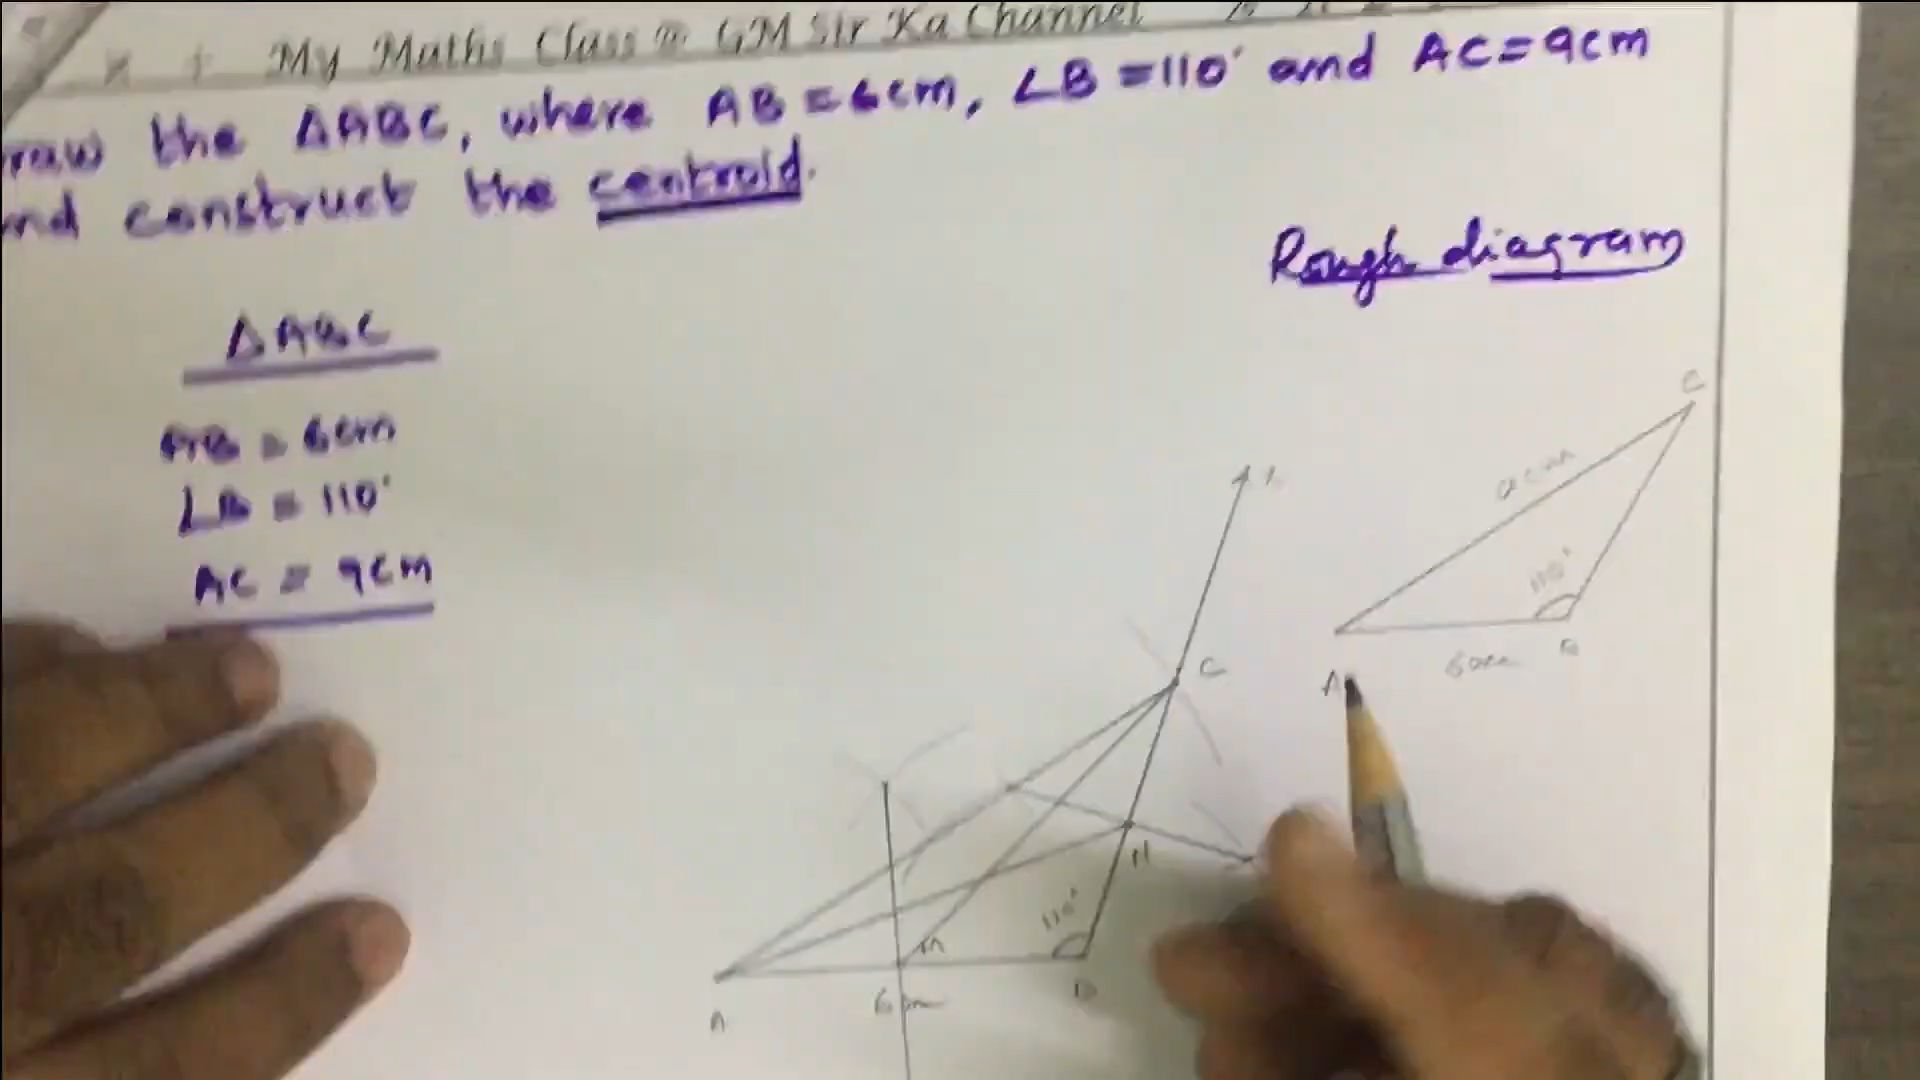 My Maths Class @ GM Sir Ka Channel
raw the ΔABC, where AB = 6cm, ∠B = 110° and AC = 9cm
nd construct the centroid.
Rough diagram
ΔABC
AB = 6cm
∠B = 110°
AC = 9cm
C
9cm
110°
6cm
B
A
C
N
110°
M
6cm
B
A